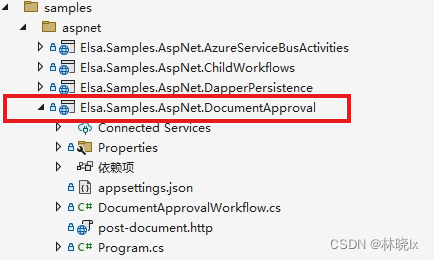 samples
aspnet
Elsa.Samples.AspNet.AzureServiceBusActivities
Elsa.Samples.AspNet.ChildWorkflows
Elsa.Samples.AspNet.DapperPersistence
Elsa.Samples.AspNet.DocumentApproval
Connected Services
Properties
依赖项
appsettings.json
C# DocumentApprovalWorkflow.cs
post-document.http
C# Program.cs
CSDN @林晓lx